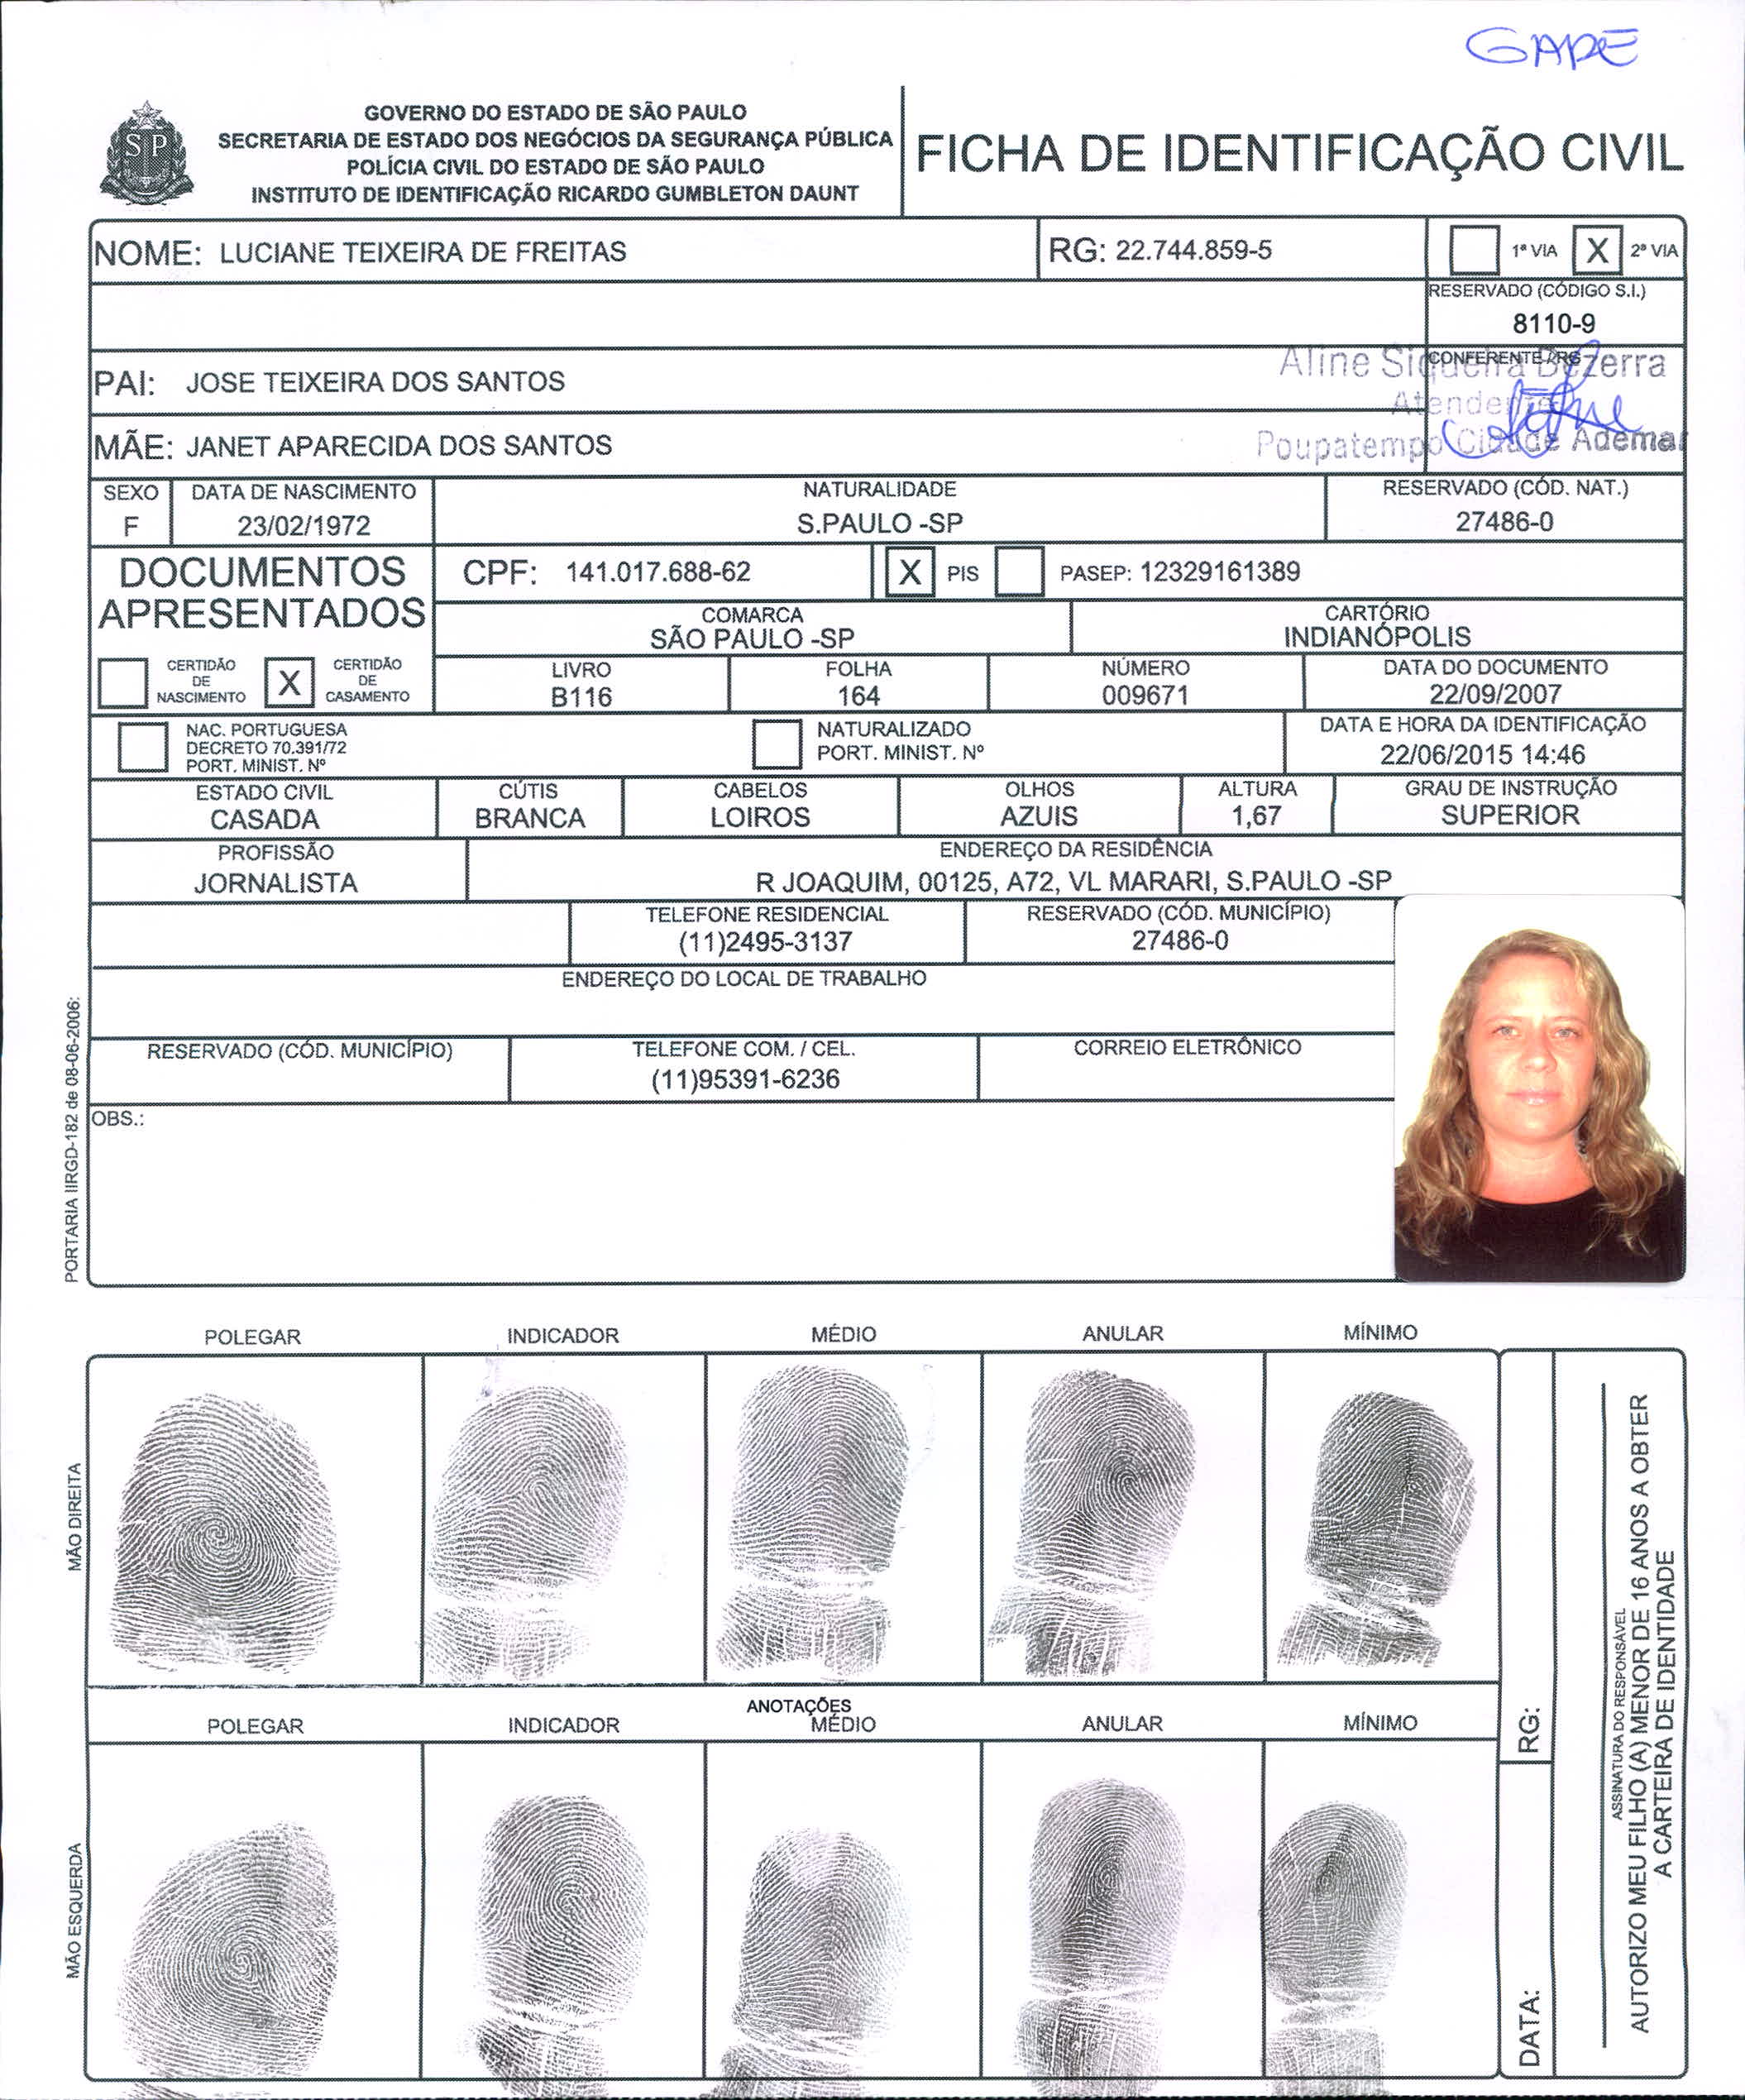 GAPE
GOVERNO DO ESTADO DE SÃO PAULO
SECRETARIA DE ESTADO DOS NEGÓCIOS DA SEGURANÇA PÚBLICA
POLÍCIA CIVIL DO ESTADO DE SÃO PAULO
INSTITUTO DE IDENTIFICAÇÃO RICARDO GUMBLETON DAUNT
SP
FICHA DE IDENTIFICAÇÃO CIVIL
NOME: LUCIANE TEIXEIRA DE FREITAS
RG: 22.744.859-5
1ª VIA X 2ª VIA
RESERVADO (CÓDIGO S.I.)
8110-9
PAI: JOSE TEIXEIRA DOS SANTOS
CONFERENTE / RG
Aline Siqueira Bezerra
Atendente
Poupatempo Cidade Ademar
MÃE: JANET APARECIDA DOS SANTOS
SEXO
F
DATA DE NASCIMENTO
23/02/1972
NATURALIDADE
S.PAULO -SP
RESERVADO (CÓD. NAT.)
27486-0
DOCUMENTOS
APRESENTADOS
CPF: 141.017.688-62
X PIS
PASEP: 12329161389
COMARCA
SÃO PAULO -SP
CARTÓRIO
INDIANÓPOLIS
CERTIDÃO
DE
NASCIMENTO
X
CERTIDÃO
DE
CASAMENTO
LIVRO
B116
FOLHA
164
NÚMERO
009671
DATA DO DOCUMENTO
22/09/2007
NAC. PORTUGUESA
DECRETO 70.391/72
PORT. MINIST. Nº
NATURALIZADO
PORT. MINIST. Nº
DATA E HORA DA IDENTIFICAÇÃO
22/06/2015 14:46
ESTADO CIVIL
CASADA
CÚTIS
BRANCA
CABELOS
LOIROS
OLHOS
AZUIS
ALTURA
1,67
GRAU DE INSTRUÇÃO
SUPERIOR
PROFISSÃO
JORNALISTA
ENDEREÇO DA RESIDÊNCIA
R JOAQUIM, 00125, A72, VL MARARI, S.PAULO -SP
TELEFONE RESIDENCIAL
(11)2495-3137
RESERVADO (CÓD. MUNICÍPIO)
27486-0
ENDEREÇO DO LOCAL DE TRABALHO
RESERVADO (CÓD. MUNICÍPIO)
TELEFONE COM. / CEL.
(11)95391-6236
CORREIO ELETRÔNICO
OBS.:
PORTARIA IIRGD-182 de 08-06-2006:
POLEGAR INDICADOR MÉDIO ANULAR MÍNIMO
MÃO DIREITA
ANOTAÇÕES
POLEGAR INDICADOR MÉDIO ANULAR MÍNIMO
MÃO ESQUERDA
RG:
DATA:
ASSINATURA DO RESPONSÁVEL
AUTORIZO MEU FILHO (A) MENOR DE 16 ANOS A OBTER
A CARTEIRA DE IDENTIDADE